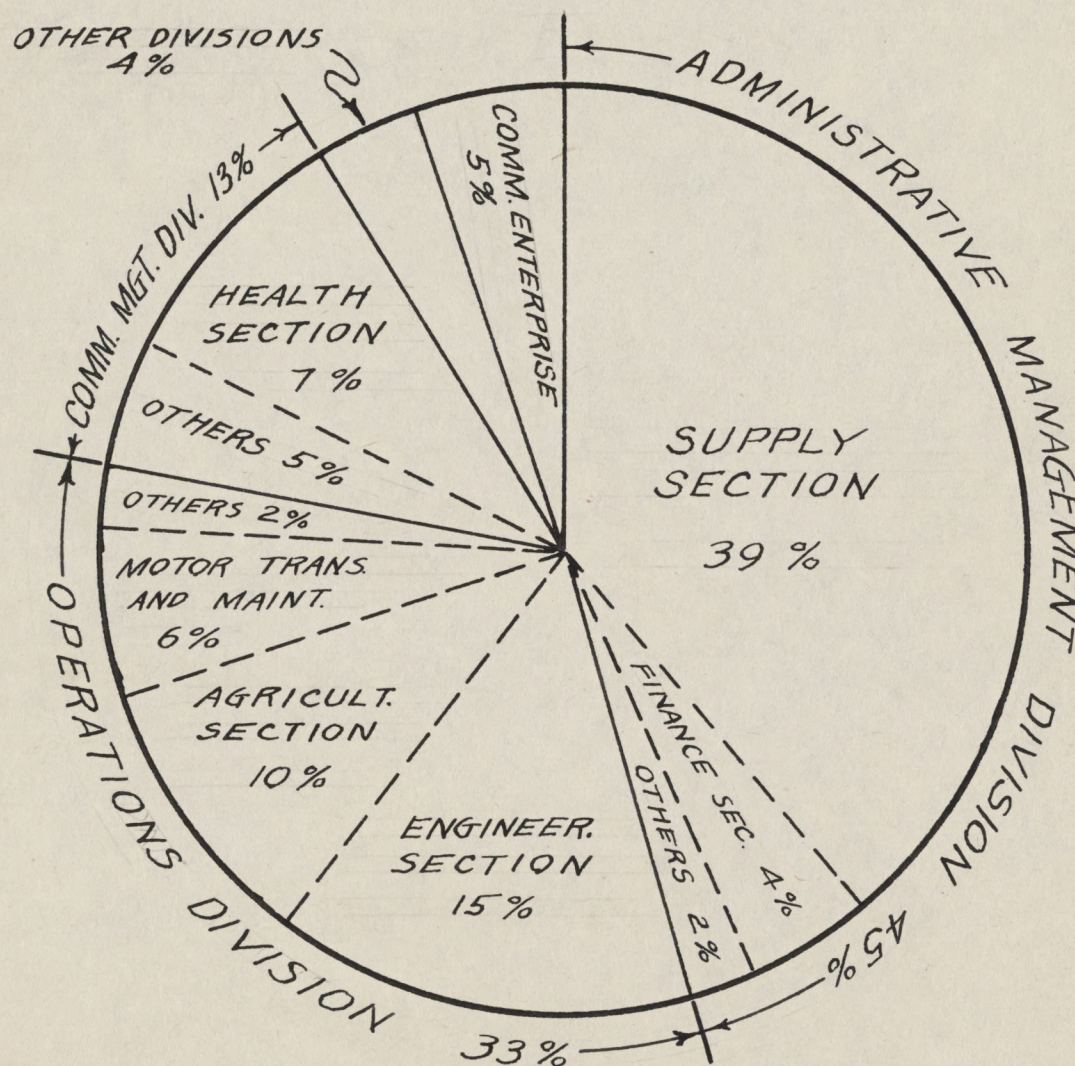 OTHER DIVISIONS
4%
ADMINISTRATIVE MANAGEMENT DIVISION
45%
COMM. ENTERPRISE
5%
COMM. MGT. DIV. 13%
HEALTH
SECTION
7%
OTHERS 5%
SUPPLY
SECTION
39%
OTHERS 2%
MOTOR TRANS.
AND MAINT.
6%
AGRICULT.
SECTION
10%
ENGINEER.
SECTION
15%
FINANCE SEC. 4%
OTHERS 2%
OPERATIONS DIVISION
33%